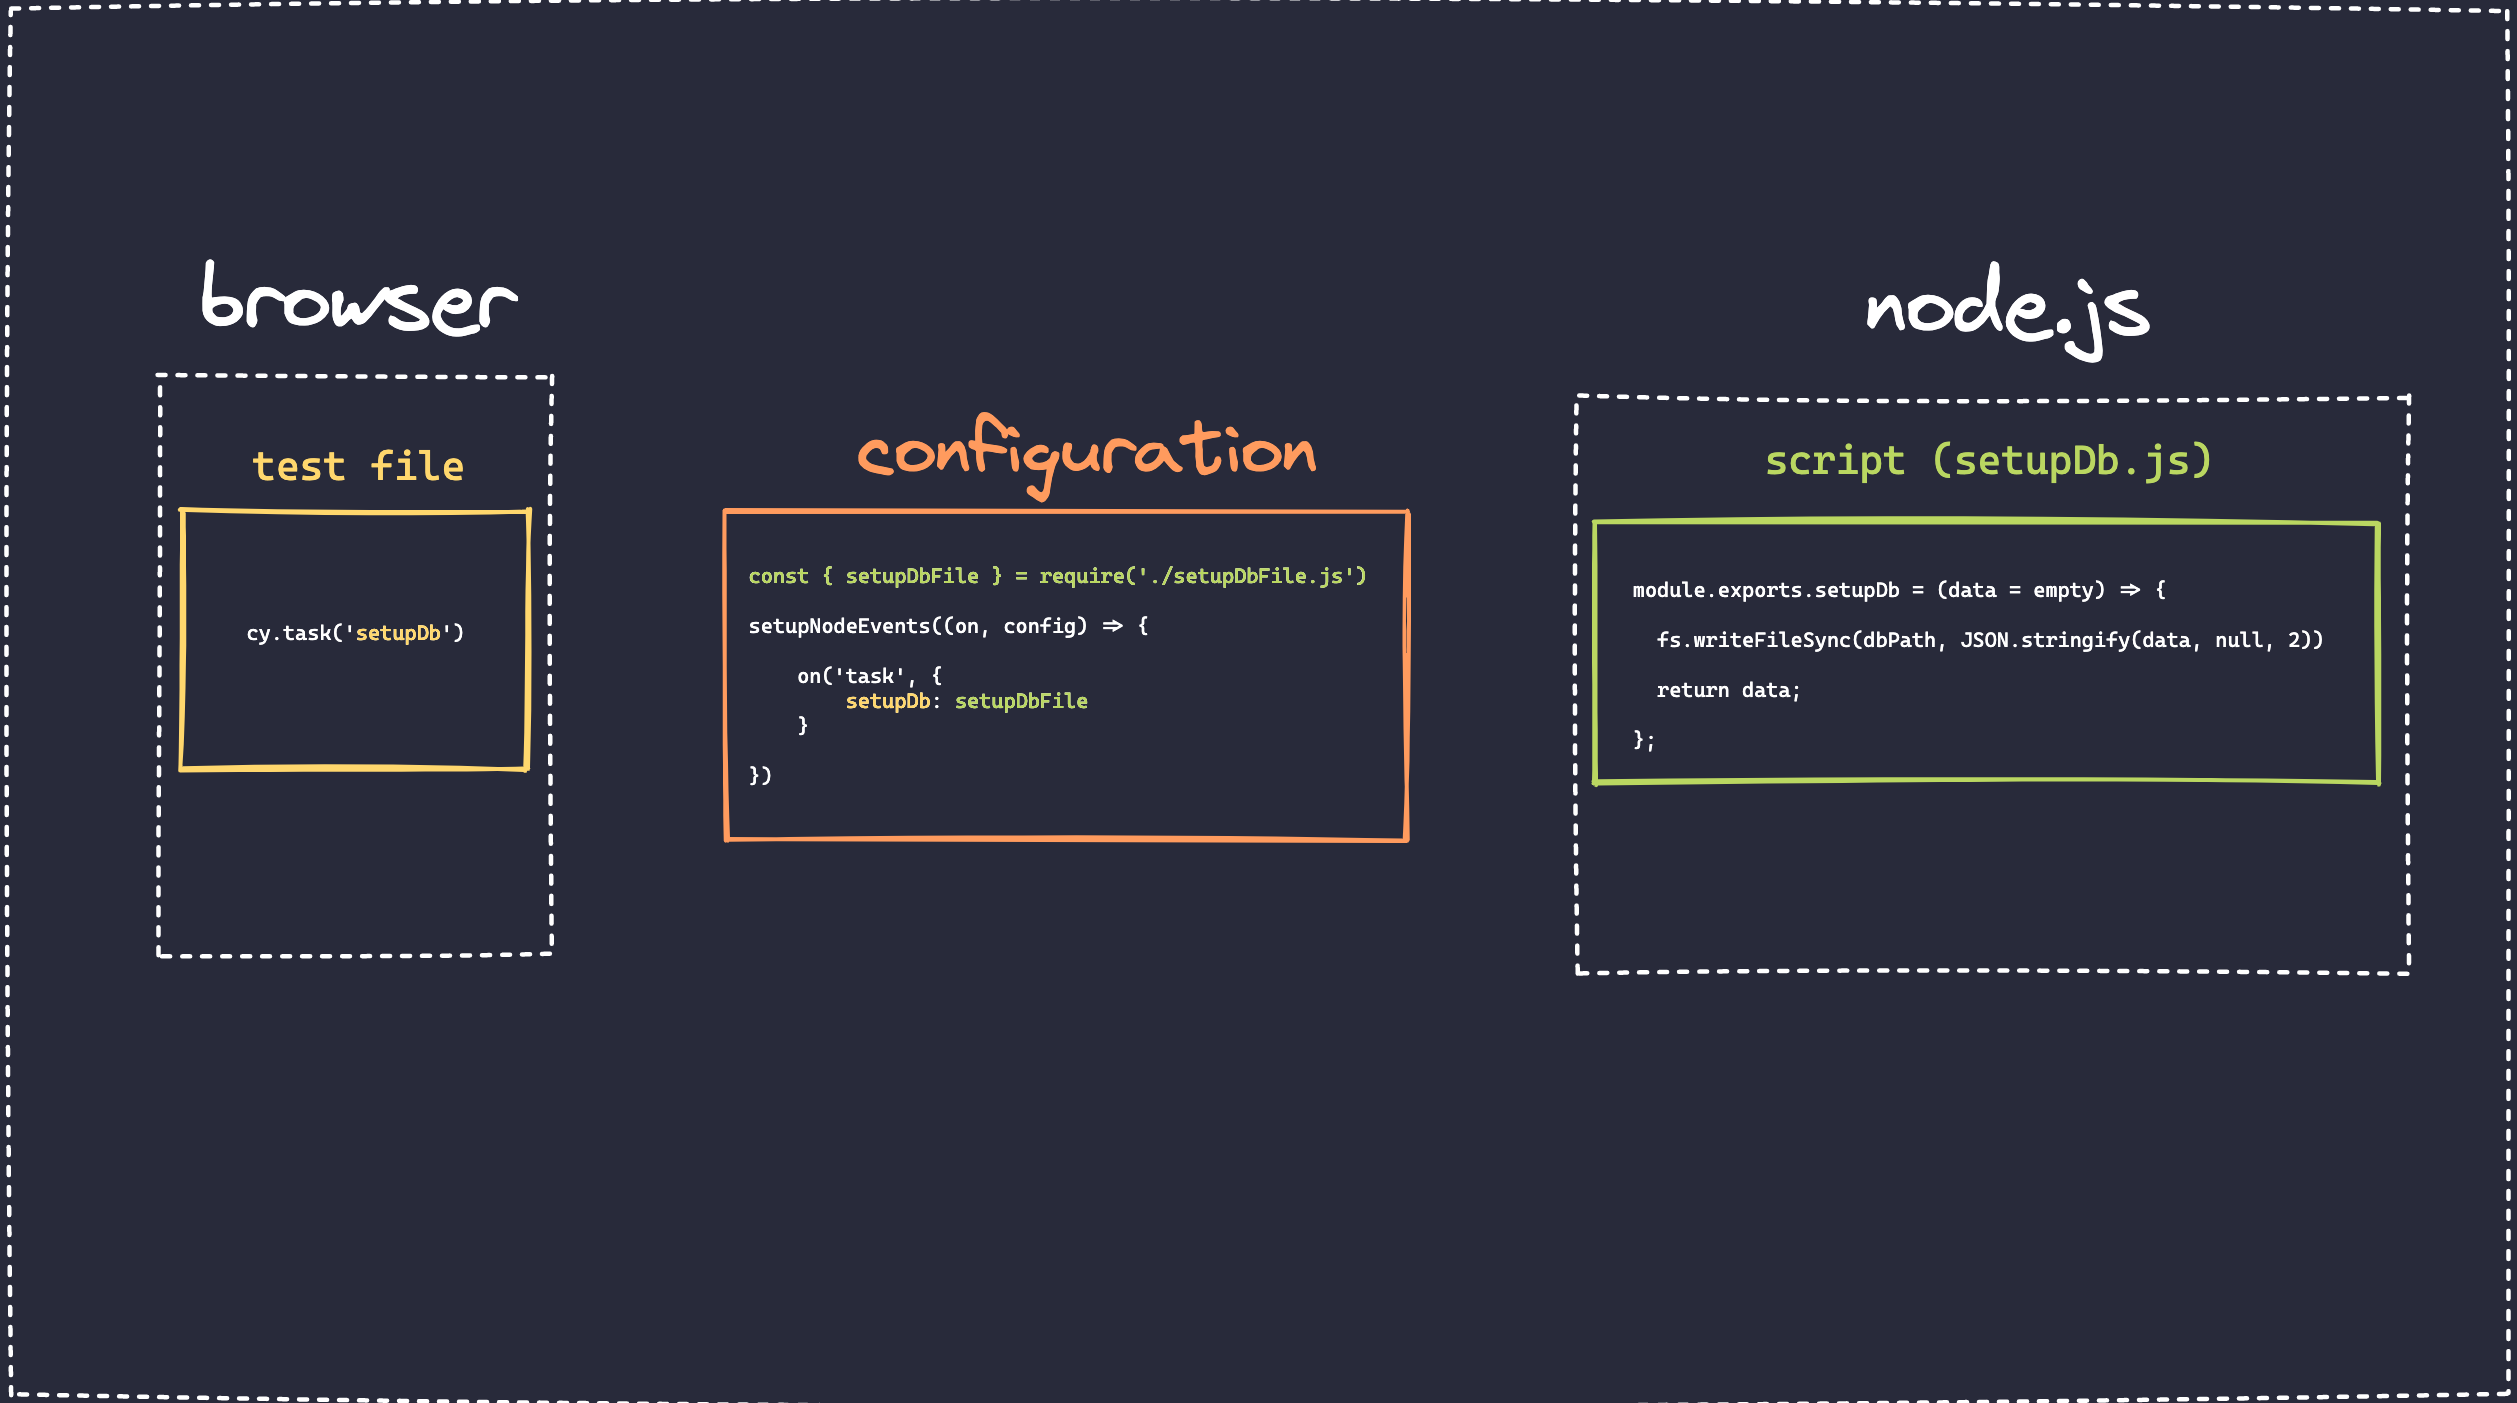 browser
test file
cy.task('setupDb')
configuration
const { setupDbFile } = require('./setupDbFile.js')
setupNodeEvents((on, config) => {
on('task', {
setupDb: setupDbFile
}
})
node.js
script (setupDb.js)
module.exports.setupDb = (data = empty) => {
fs.writeFileSync(dbPath, JSON.stringify(data, null, 2))
return data;
};